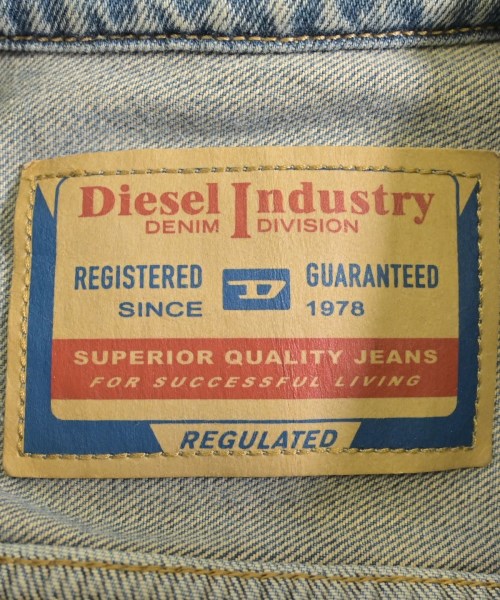 Diesel Industry
DENIM DIVISION
REGISTERED D GUARANTEED
SINCE 1978
SUPERIOR QUALITY JEANS
FOR SUCCESSFUL LIVING
REGULATED